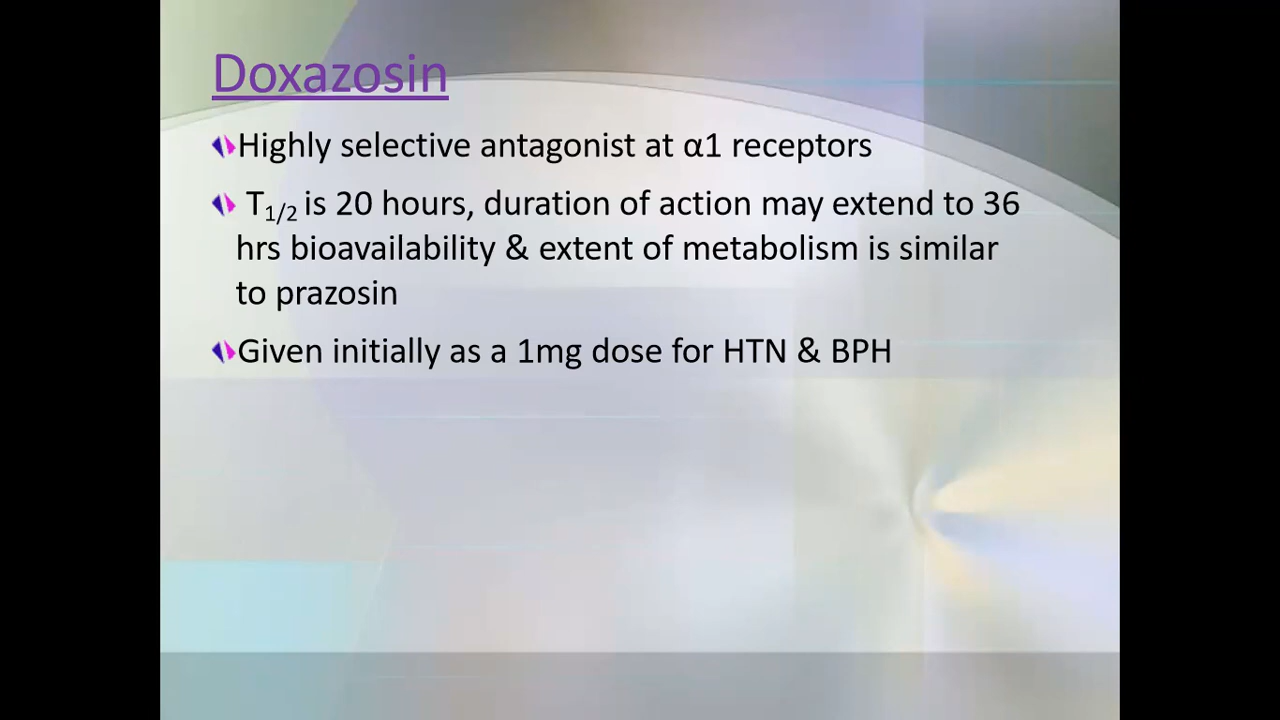 Doxazosin
Highly selective antagonist at α1 receptors
T1/2 is 20 hours, duration of action may extend to 36
hrs bioavailability & extent of metabolism is similar
to prazosin
Given initially as a 1mg dose for HTN & BPH